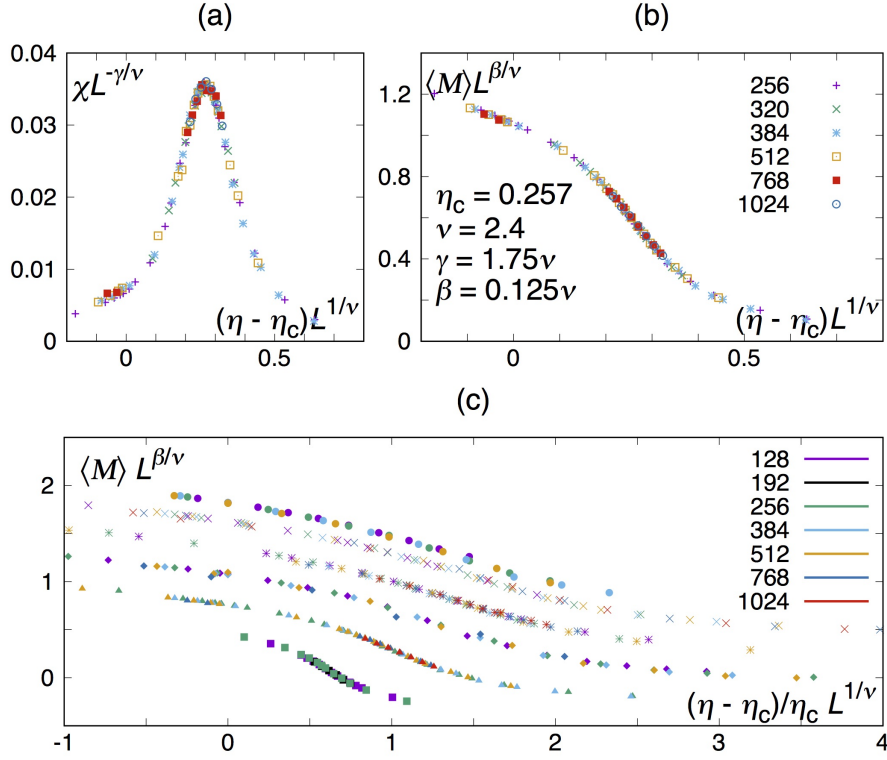 (a)
(b)
0.04
0.03
0.02
0.01
0
χL^{-γ/ν}
(η - η_c)L^{1/ν}
0
0.5
1.2
0.8
0.4
0
⟨M⟩L^{β/ν}
256
320
384
512
768
1024
η_c = 0.257
ν = 2.4
γ = 1.75ν
β = 0.125ν
(η - η_c)L^{1/ν}
0
0.5
(c)
2
1
0
⟨M⟩ L^{β/ν}
128
192
256
384
512
768
1024
(η - η_c)/η_c L^{1/ν}
-1
0
1
2
3
4